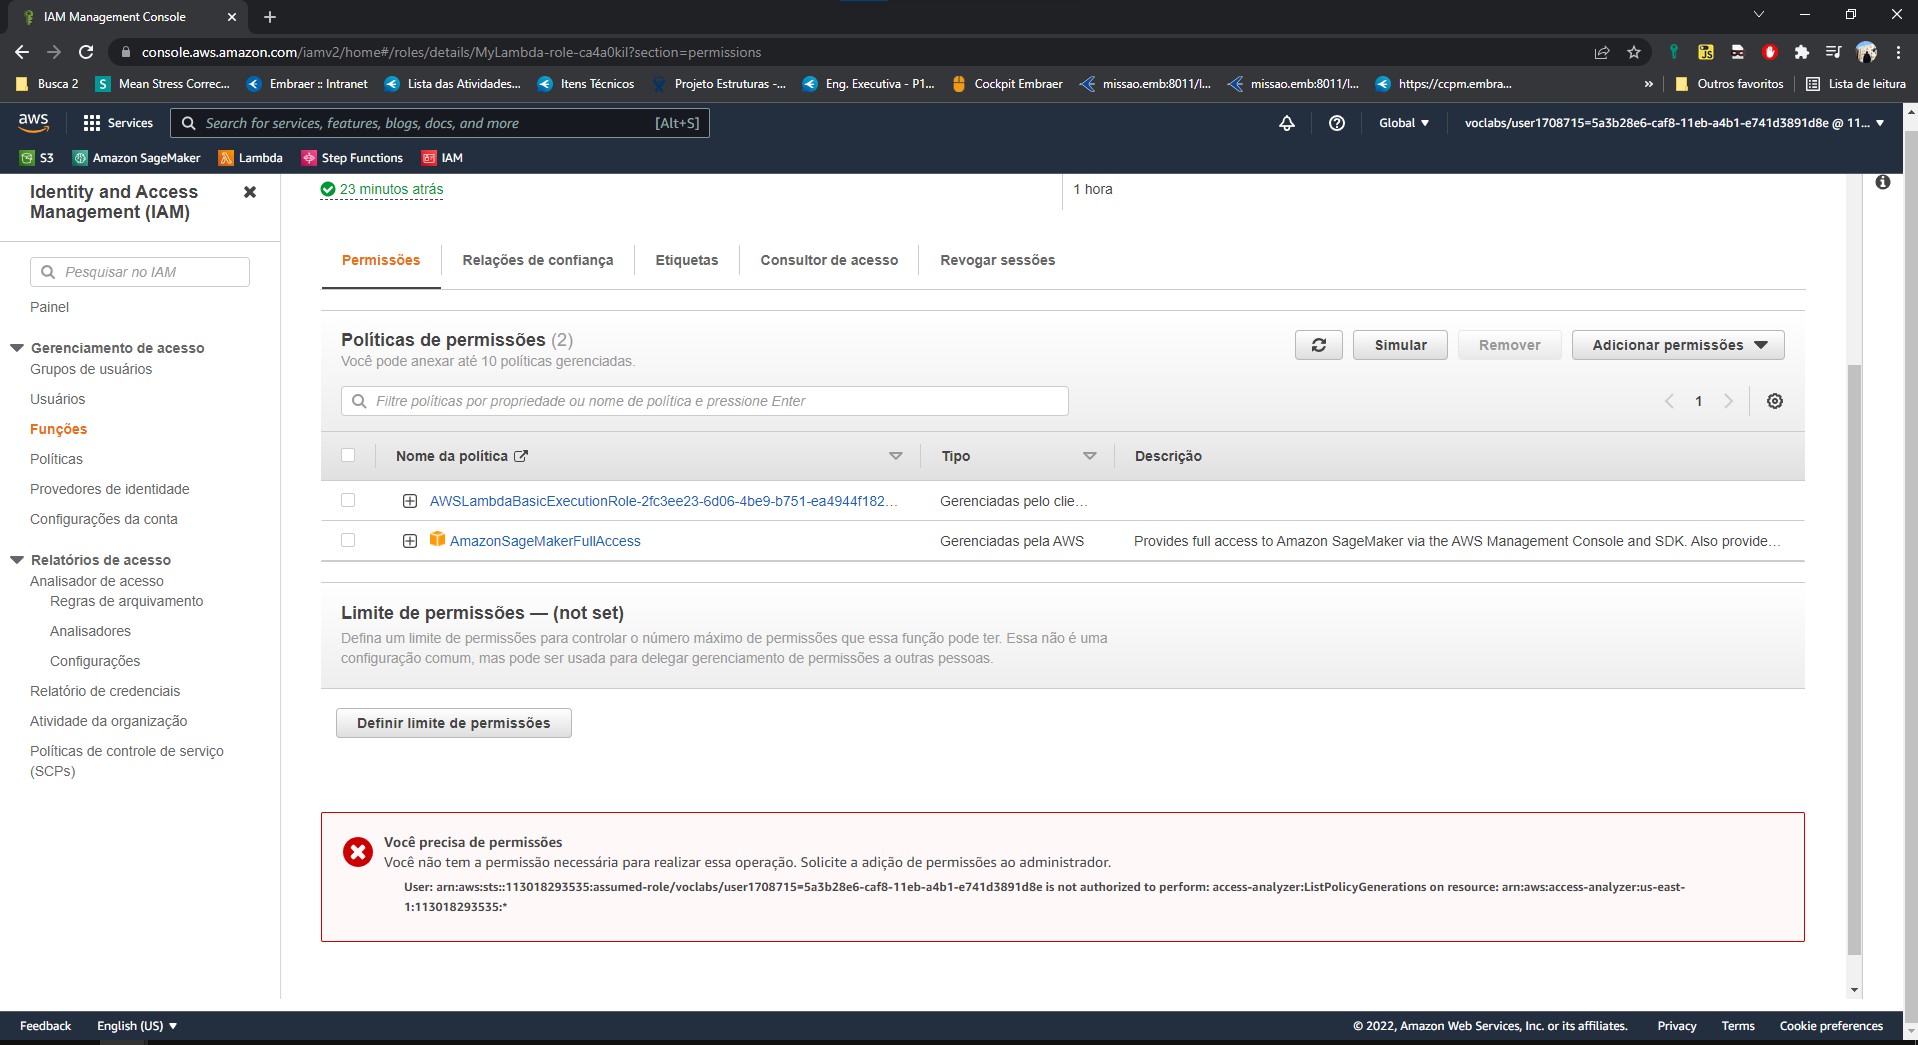 IAM Management Console
console.aws.amazon.com/iamv2/home#/roles/details/MyLambda-role-ca4a0kil?section=permissions
Busca 2
S Mean Stress Correc...
Embraer :: Intranet
Lista das Atividades...
Itens Técnicos
Projeto Estruturas -...
Eng. Executiva - P1...
Cockpit Embraer
missao.emb:8011/l...
missao.emb:8011/l...
https://ccpm.embra...
»
Outros favoritos
Lista de leitura
aws
Services
Search for services, features, blogs, docs, and more [Alt+S]
Global
voclabs/user1708715=5a3b28e6-caf8-11eb-a4b1-e741d3891d8e @ 11...
S3
Amazon SageMaker
Lambda
Step Functions
IAM
Identity and Access
Management (IAM)
Pesquisar no IAM
Painel
Gerenciamento de acesso
Grupos de usuários
Usuários
Funções
Políticas
Provedores de identidade
Configurações da conta
Relatórios de acesso
Analisador de acesso
Regras de arquivamento
Analisadores
Configurações
Relatório de credenciais
Atividade da organização
Políticas de controle de serviço
(SCPs)
23 minutos atrás
1 hora
Permissões
Relações de confiança
Etiquetas
Consultor de acesso
Revogar sessões
Políticas de permissões (2)
Você pode anexar até 10 políticas gerenciadas.
Simular
Remover
Adicionar permissões
Filtre políticas por propriedade ou nome de política e pressione Enter
1
Nome da política
Tipo
Descrição
AWSLambdaBasicExecutionRole-2fc3ee23-6d06-4be9-b751-ea4944f182...
Gerenciadas pelo clie...
AmazonSageMakerFullAccess
Gerenciadas pela AWS
Provides full access to Amazon SageMaker via the AWS Management Console and SDK. Also provide...
Limite de permissões — (not set)
Defina um limite de permissões para controlar o número máximo de permissões que essa função pode ter. Essa não é uma
configuração comum, mas pode ser usada para delegar gerenciamento de permissões a outras pessoas.
Definir limite de permissões
Você precisa de permissões
Você não tem a permissão necessária para realizar essa operação. Solicite a adição de permissões ao administrador.
User: arn:aws:sts::113018293535:assumed-role/voclabs/user1708715=5a3b28e6-caf8-11eb-a4b1-e741d3891d8e is not authorized to perform: access-analyzer:ListPolicyGenerations on resource: arn:aws:access-analyzer:us-east-
1:113018293535:*
Feedback
English (US)
© 2022, Amazon Web Services, Inc. or its affiliates.
Privacy
Terms
Cookie preferences